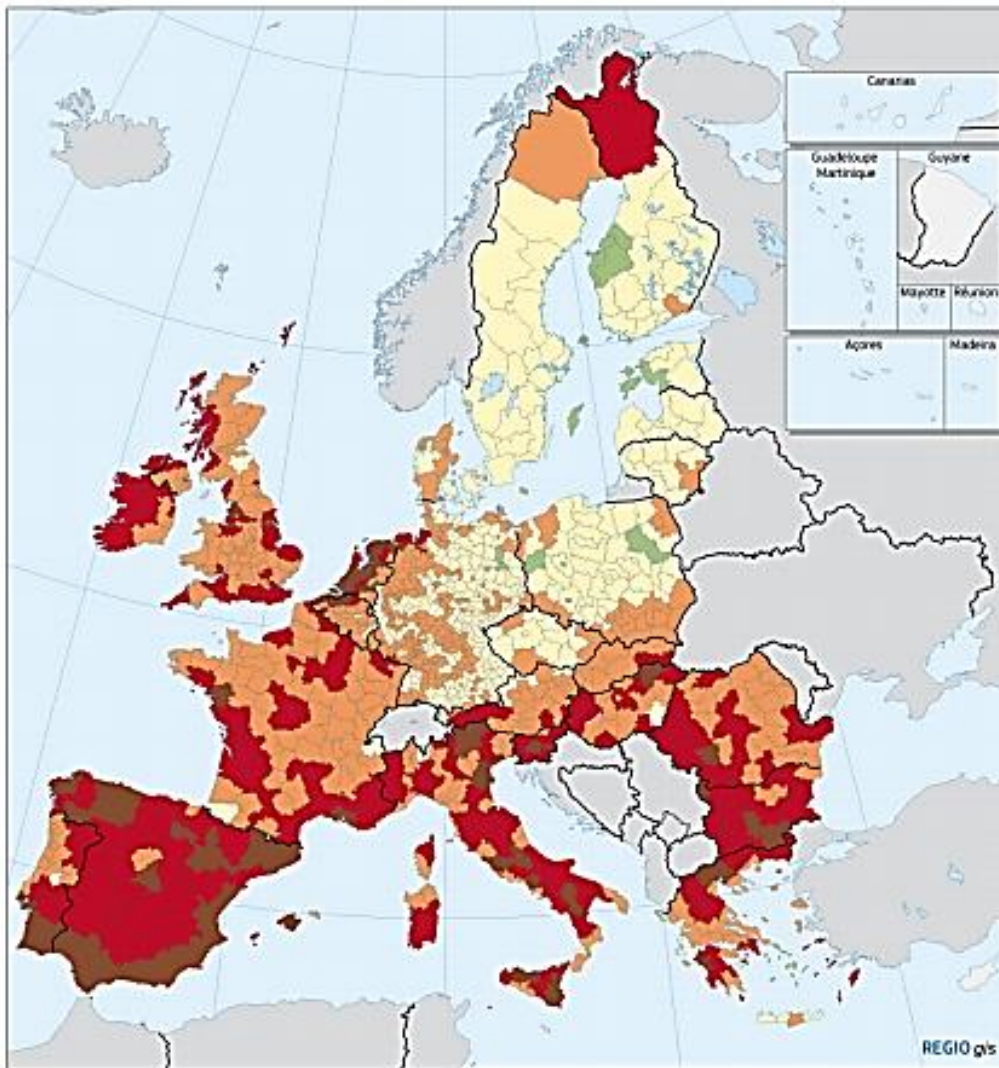 Canarias
Guadeloupe
Martinique
Guyane
Mayotte
Réunion
Açores
Madeira
REGIO gis